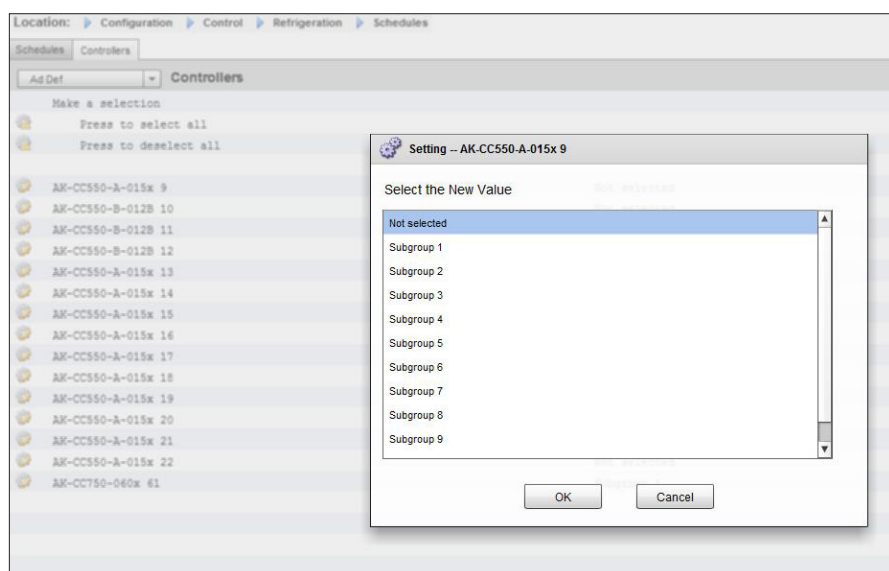 Location: Configuration Control Refrigeration Schedules
Schedules Controllers
Ad Def Controllers
Make a selection
Press to select all
Press to deselect all
AK-CC550-A-015x 9
AK-CC550-B-012B 10
AK-CC550-B-012B 11
AK-CC550-B-012B 12
AK-CC550-A-015x 13
AK-CC550-A-015x 14
AK-CC550-A-015x 15
AK-CC550-A-015x 16
AK-CC550-A-015x 17
AK-CC550-A-015x 18
AK-CC550-A-015x 19
AK-CC550-A-015x 20
AK-CC550-A-015x 21
AK-CC550-A-015x 22
AK-CC750-060x 61
Setting -- AK-CC550-A-015x 9
Select the New Value
Not selected
Subgroup 1
Subgroup 2
Subgroup 3
Subgroup 4
Subgroup 5
Subgroup 6
Subgroup 7
Subgroup 8
Subgroup 9
OK Cancel